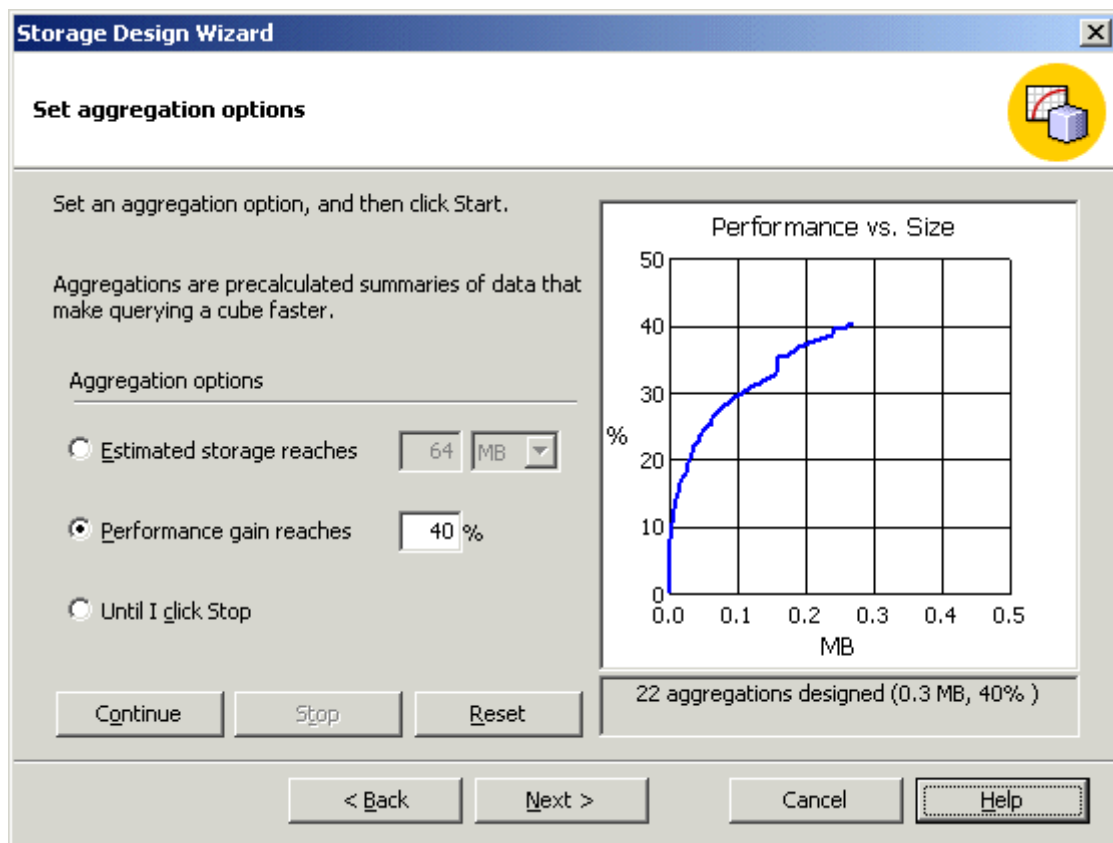 Storage Design Wizard
Set aggregation options
Set an aggregation option, and then click Start.
Aggregations are precalculated summaries of data that
make querying a cube faster.
Aggregation options
Estimated storage reaches 64 MB
Performance gain reaches 40 %
Until I click Stop
Continue Stop Reset
Performance vs. Size
50
40
30
%
20
10
0
0.0 0.1 0.2 0.3 0.4 0.5
MB
22 aggregations designed (0.3 MB, 40% )
< Back Next > Cancel Help